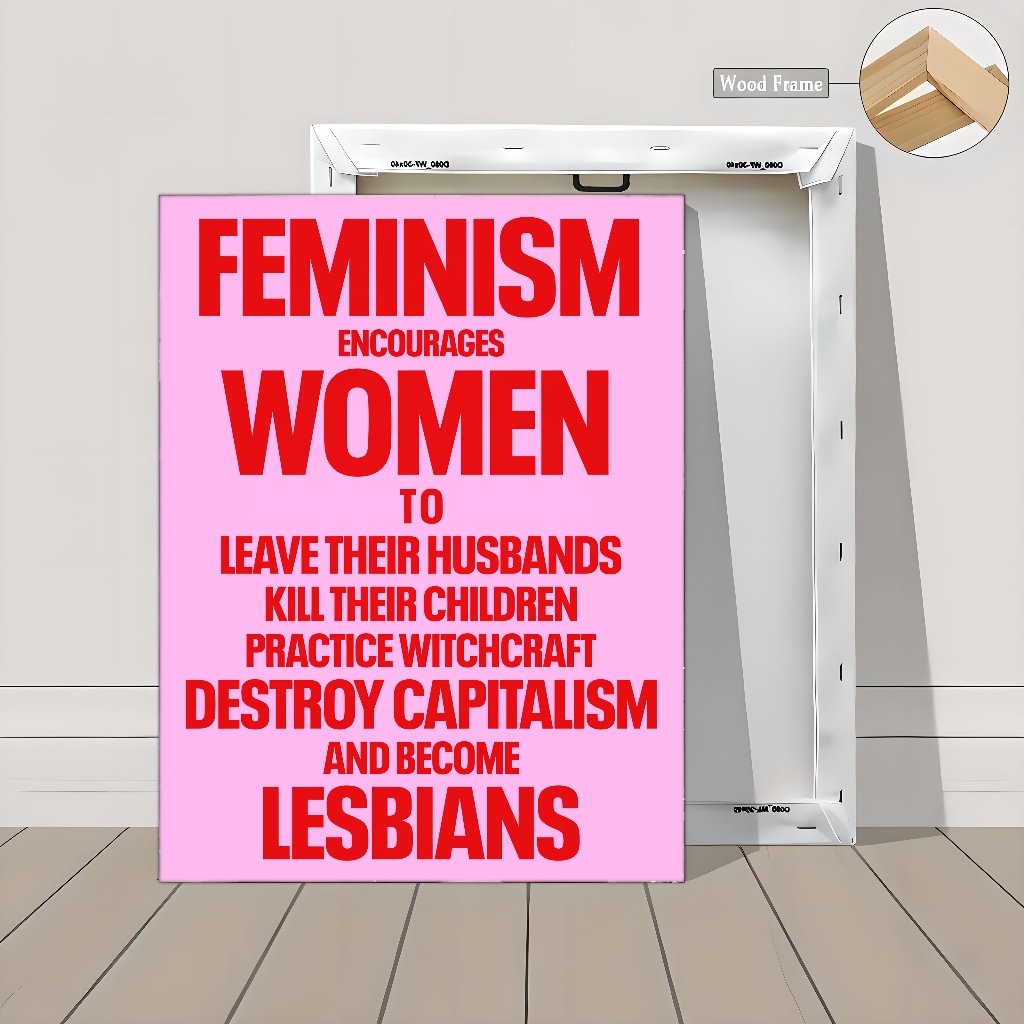 Wood Frame
FEMINISM
ENCOURAGES
WOMEN
TO
LEAVE THEIR HUSBANDS
KILL THEIR CHILDREN
PRACTICE WITCHCRAFT
DESTROY CAPITALISM
AND BECOME
LESBIANS